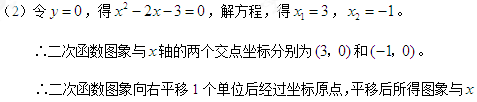 （2）令 y=0，得 x²-2x-3=0，解方程，得 x₁=3，x₂=-1。
∴二次函数图象与 x 轴的两个交点坐标分别为 (3, 0) 和 (-1, 0)。
∴二次函数图象向右平移 1 个单位后经过坐标原点，平移后所得图象与 x